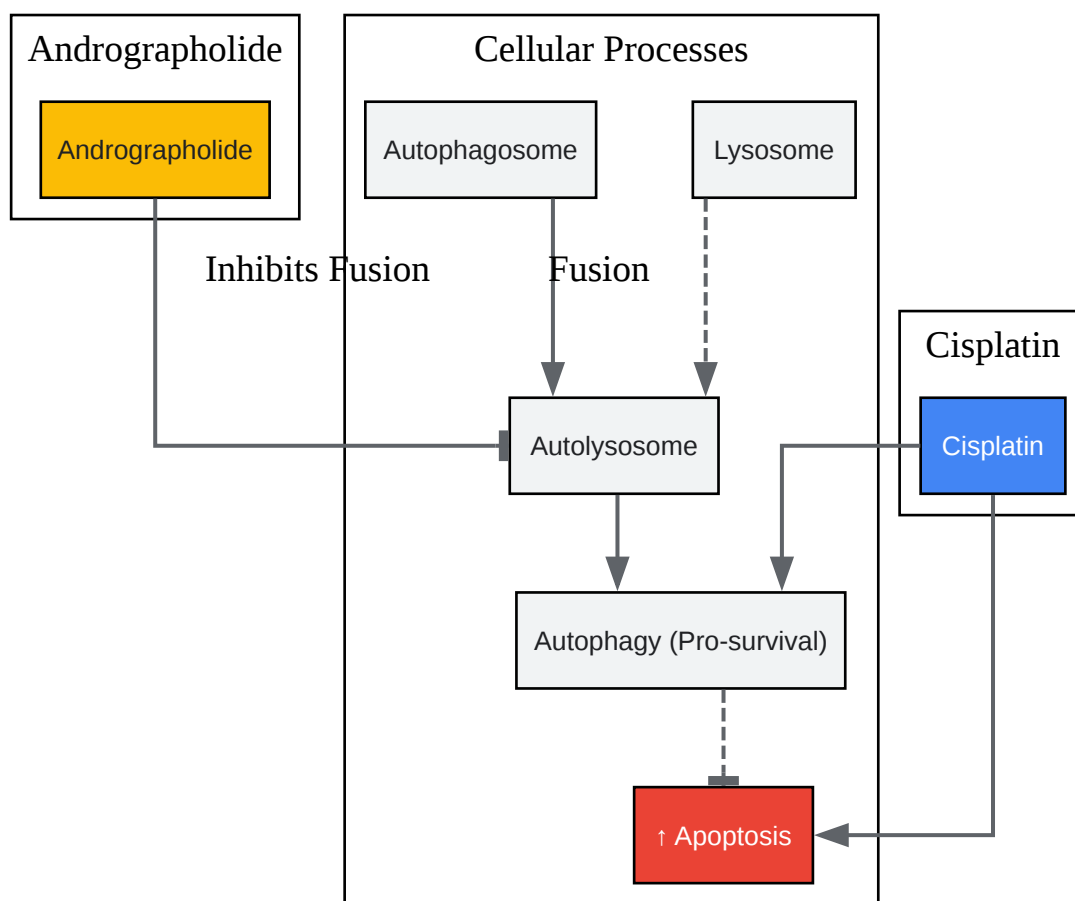 Andrographolide
Cellular Processes
Andrographolide
Autophagosome
Lysosome
Inhibits Fusion
Fusion
Cisplatin
Autolysosome
Cisplatin
Autophagy (Pro-survival)
↑ Apoptosis